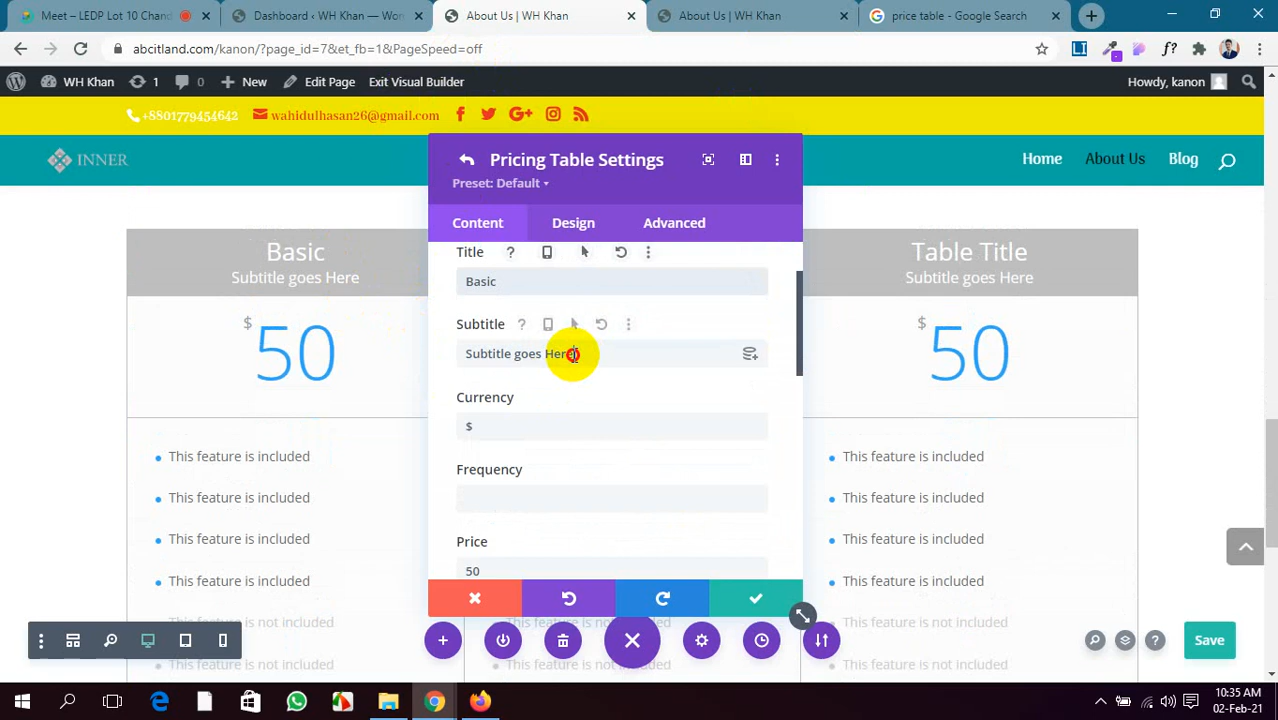 Meet – LEDP Lot 10 Chand
Dashboard ‹ WH Khan — Wor
About Us | WH Khan
About Us | WH Khan
price table - Google Search
abcitland.com/kanon/?page_id=7&et_fb=1&PageSpeed=off
WH Khan
1
0
New
Edit Page
Exit Visual Builder
Howdy, kanon
+8801779454642
wahidulhasan26@gmail.com
INNER
Home
About Us
Blog
Pricing Table Settings
Preset: Default
Content
Design
Advanced
Title
Basic
Subtitle
Subtitle goes Here
Currency
$
Frequency
Price
50
Basic
Subtitle goes Here
$
50
This feature is included
This feature is included
This feature is included
This feature is included
This feature is not included
This feature is not included
Table Title
Subtitle goes Here
$
50
This feature is included
This feature is included
This feature is included
This feature is included
This feature is not included
This feature is not included
Save
10:35 AM
02-Feb-21